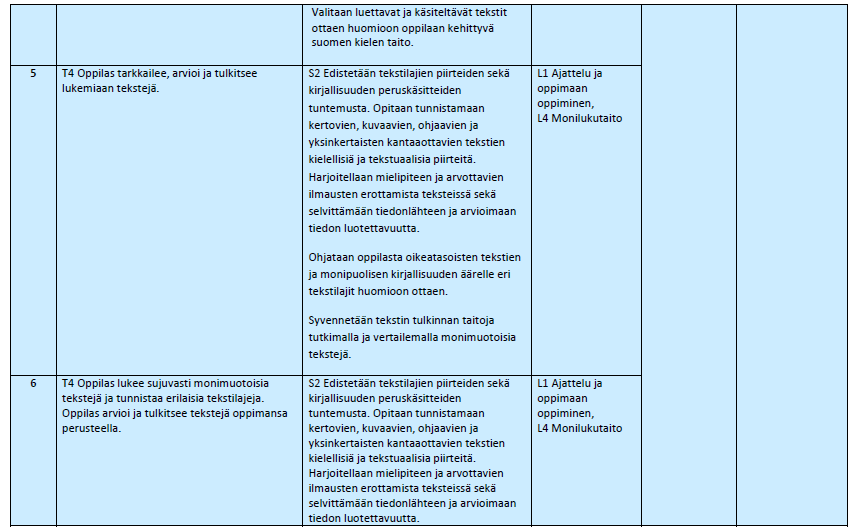 Valitaan luettavat ja käsiteltävät tekstit
ottaen huomioon oppilaan kehittyvä
suomen kielen taito.
5
T4 Oppilas tarkkailee, arvioi ja tulkitsee
lukemiaan tekstejä.
S2 Edistetään tekstilajien piirteiden sekä
kirjallisuuden peruskäsitteiden
tuntemusta. Opitaan tunnistamaan
kertovien, kuvaavien, ohjaavien ja
yksinkertaisten kantaaottavien tekstien
kielellisiä ja tekstuaalisia piirteitä.
Harjoitellaan mielipiteen ja arvottavien
ilmausten erottamista teksteissä sekä
selvittämään tiedonlähteen ja arvioimaan
tiedon luotettavuutta.
Ohjataan oppilasta oikeatasoisten tekstien
ja monipuolisen kirjallisuuden äärelle eri
tekstilajit huomioon ottaen.
Syvennetään tekstin tulkinnan taitoja
tutkimalla ja vertailemalla monimuotoisia
tekstejä.
L1 Ajattelu ja
oppimaan
oppiminen,
L4 Monilukutaito
6
T4 Oppilas lukee sujuvasti monimuotoisia
tekstejä ja tunnistaa erilaisia tekstilajeja.
Oppilas arvioi ja tulkitsee tekstejä oppimansa
perusteella.
S2 Edistetään tekstilajien piirteiden sekä
kirjallisuuden peruskäsitteiden
tuntemusta. Opitaan tunnistamaan
kertovien, kuvaavien, ohjaavien ja
yksinkertaisten kantaaottavien tekstien
kielellisiä ja tekstuaalisia piirteitä.
Harjoitellaan mielipiteen ja arvottavien
ilmausten erottamista teksteissä sekä
selvittämään tiedonlähteen ja arvioimaan
tiedon luotettavuutta.
L1 Ajattelu ja
oppimaan
oppiminen,
L4 Monilukutaito